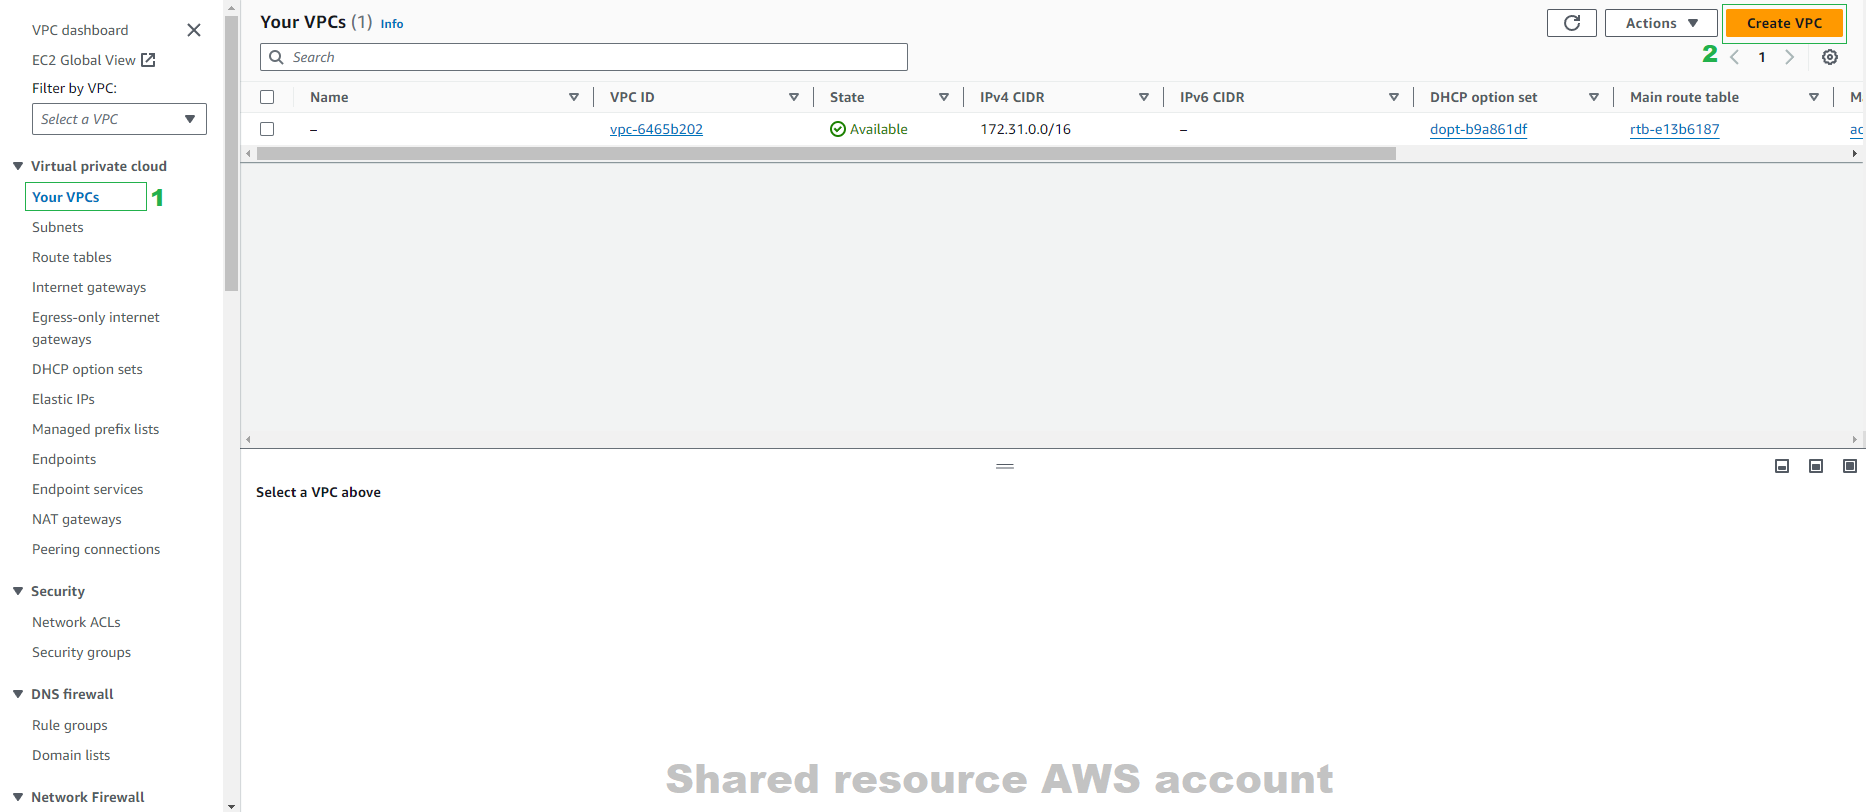 VPC dashboard
EC2 Global View
Filter by VPC:
Select a VPC
Virtual private cloud
Your VPCs 1
Subnets
Route tables
Internet gateways
Egress-only internet
gateways
DHCP option sets
Elastic IPs
Managed prefix lists
Endpoints
Endpoint services
NAT gateways
Peering connections
Security
Network ACLs
Security groups
DNS firewall
Rule groups
Domain lists
Network Firewall
Your VPCs (1) Info
Actions
Create VPC
Search
2
1
Name VPC ID State IPv4 CIDR IPv6 CIDR DHCP option set Main route table M
– vpc-6465b202 Available 172.31.0.0/16 – dopt-b9a861df rtb-e13b6187 ac
Select a VPC above
Shared resource AWS account